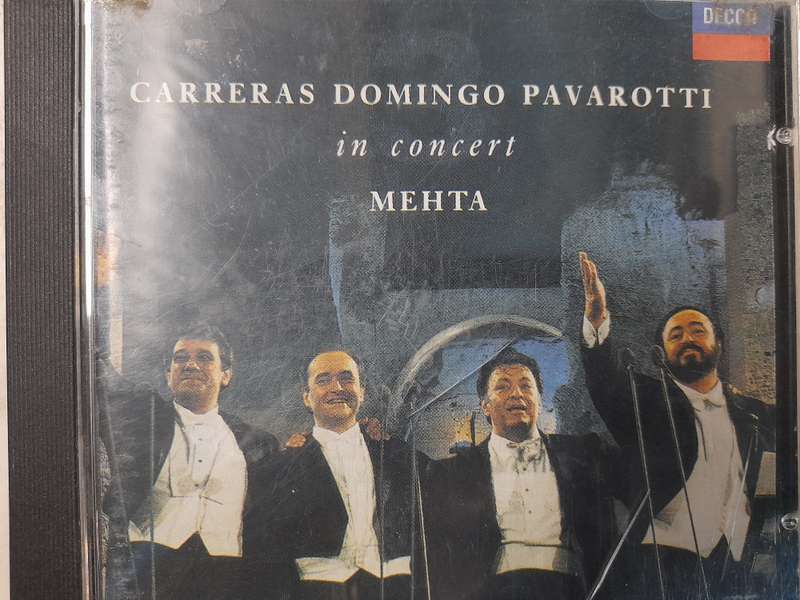 DECCA
CARRERAS DOMINGO PAVAROTTI
in concert
MEHTA